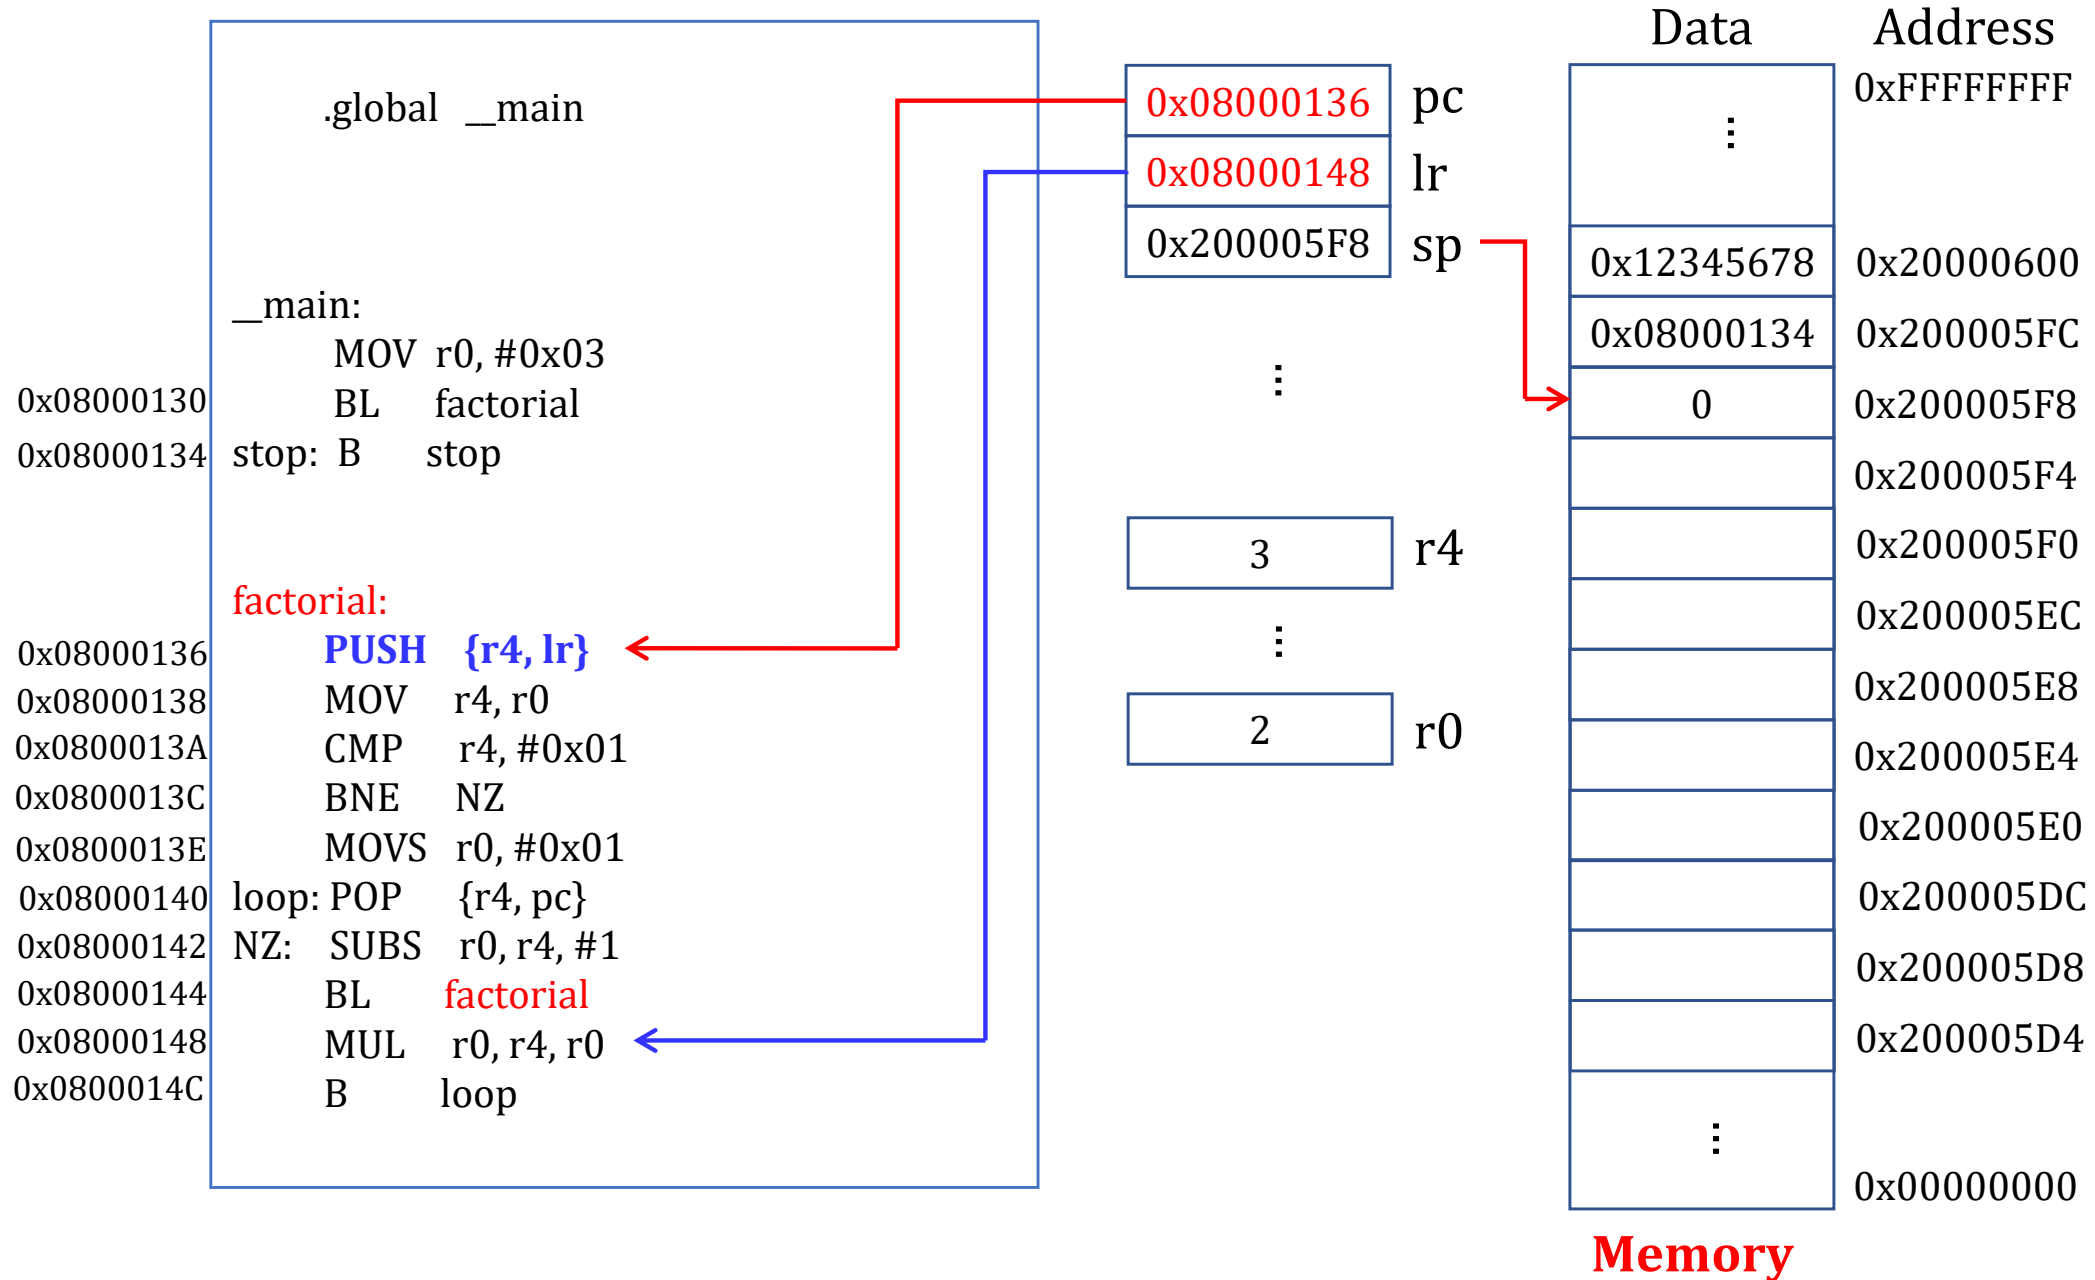 .global __main
__main:
MOV r0, #0x03
0x08000130 BL factorial
0x08000134 stop: B stop
factorial:
0x08000136 PUSH {r4, lr}
0x08000138 MOV r4, r0
0x0800013A CMP r4, #0x01
0x0800013C BNE NZ
0x0800013E MOVS r0, #0x01
0x08000140 loop: POP {r4, pc}
0x08000142 NZ: SUBS r0, r4, #1
0x08000144 BL factorial
0x08000148 MUL r0, r4, r0
0x0800014C B loop
0x08000136 pc
0x08000148 lr
0x200005F8 sp
...
3 r4
...
2 r0
Data Address
0xFFFFFFFF
...
0x12345678 0x20000600
0x08000134 0x200005FC
0 0x200005F8
0x200005F4
0x200005F0
0x200005EC
0x200005E8
0x200005E4
0x200005E0
0x200005DC
0x200005D8
0x200005D4
...
0x00000000
Memory